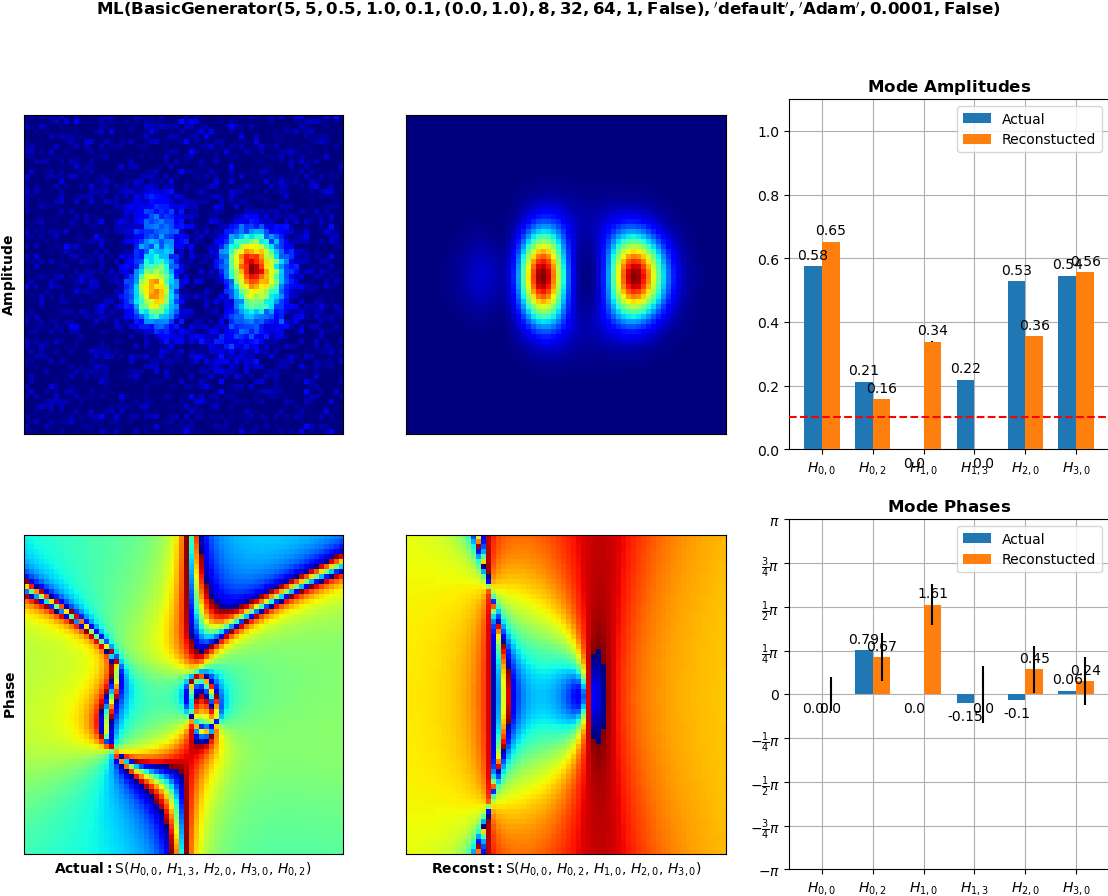 ML(BasicGenerator(5, 5, 0.5, 1.0, 0.1, (0.0, 1.0), 8, 32, 64, 1, False), ′default′, ′Adam′, 0.0001, False)
Amplitude
Mode Amplitudes
Actual
Reconstucted
1.0
0.8
0.6
0.4
0.2
0.0
0.58
0.65
0.21
0.16
0.0
0.34
0.22
0.0
0.53
0.36
0.54
0.56
H0,0 H0,2 H1,0 H1,3 H2,0 H3,0
Phase
Actual: S(H0,0, H1,3, H2,0, H3,0, H0,2)
Reconst: S(H0,0, H0,2, H1,0, H2,0, H3,0)
Mode Phases
Actual
Reconstucted
π
3/4π
1/2π
1/4π
0
−1/4π
−1/2π
−3/4π
−π
0.0
0.0
0.79
0.67
0.0
1.61
-0.15
0.0
-0.1
0.45
0.06
0.24
H0,0 H0,2 H1,0 H1,3 H2,0 H3,0